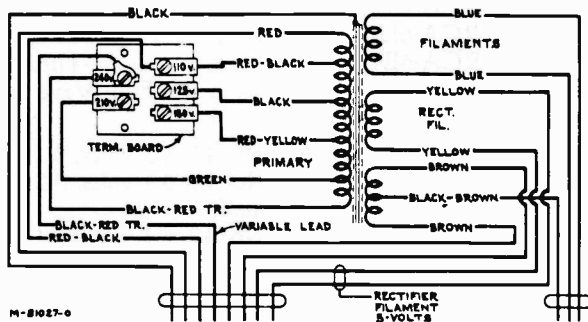 BLACK
BLUE
RED
FILAMENTS
110v.
RED-BLACK
BLUE
240v.
YELLOW
125v.
BLACK
210v.
RECT.
FIL.
150v.
RED-YELLOW
YELLOW
TERM. BOARD
PRIMARY
BROWN
GREEN
BLACK-BROWN
BLACK-RED TR.
BLACK-RED TR.
VARIABLE LEAD
BROWN
RED-BLACK
RECTIFIER
FILAMENT
5-VOLTS
M-81027-0